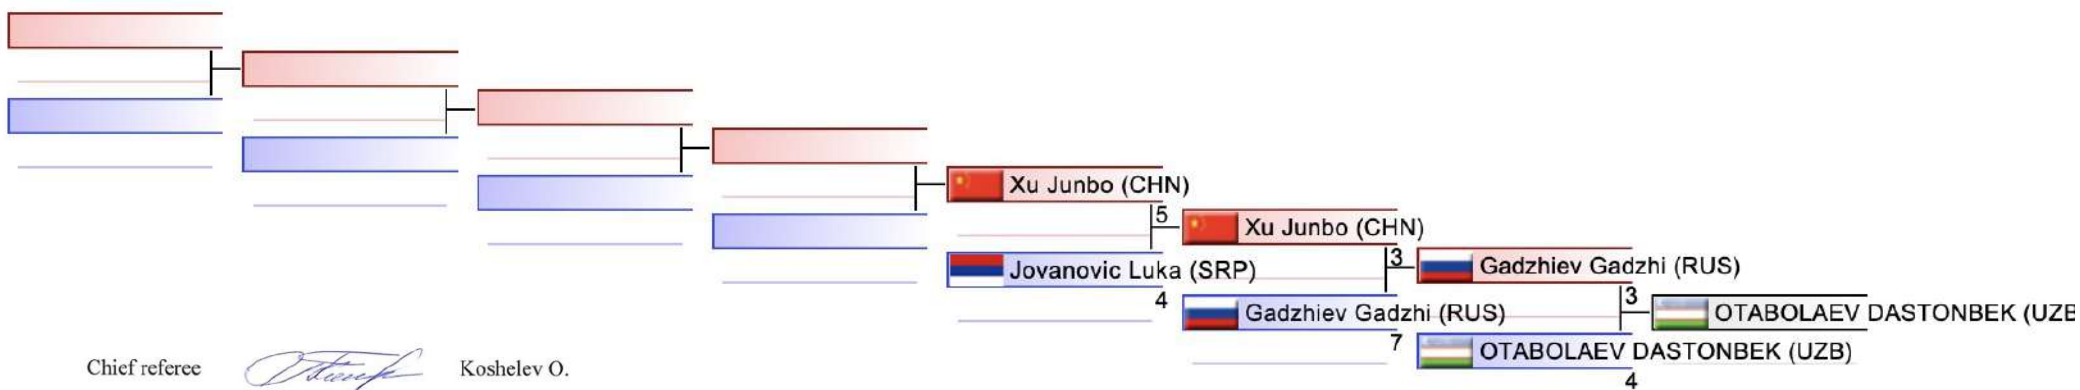 Xu Junbo (CHN)
5
Jovanovic Luka (SRP)
4
Xu Junbo (CHN)
3
Gadzhiev Gadzhi (RUS)
7
Gadzhiev Gadzhi (RUS)
3
OTABOLAEV DASTONBEK (UZB)
4
OTABOLAEV DASTONBEK (UZB
Chief referee
Koshelev O.